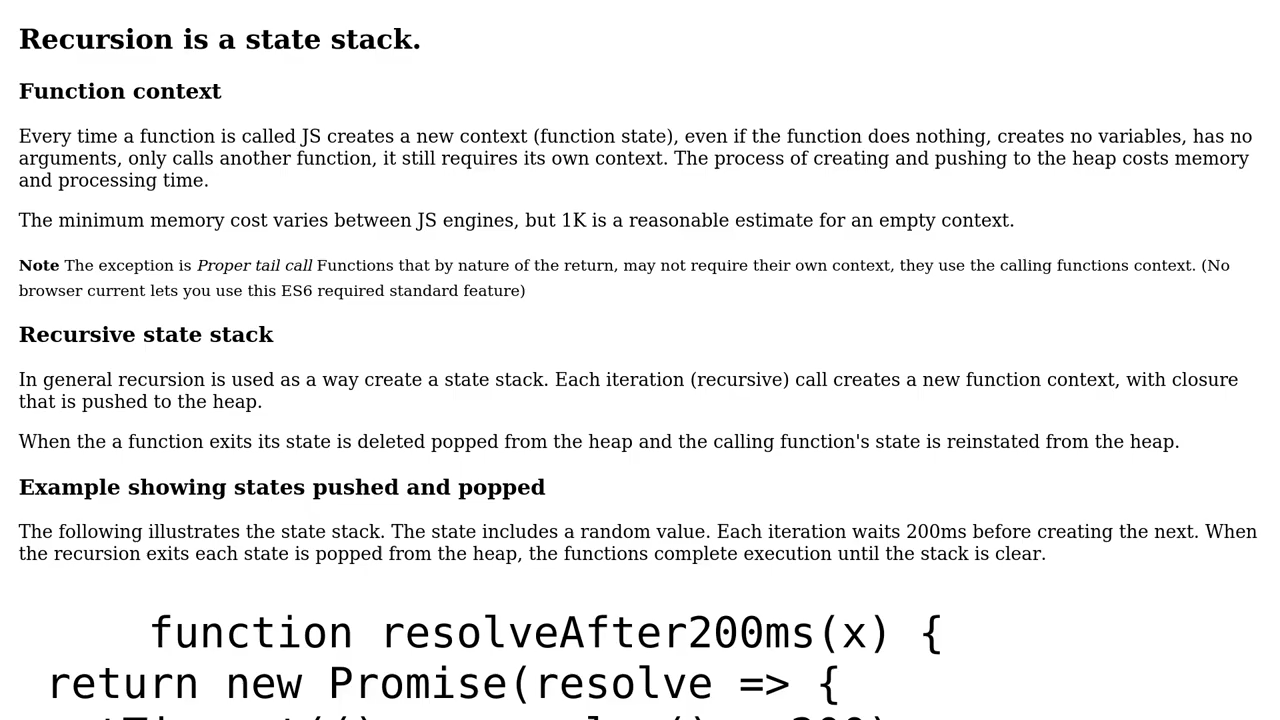 Recursion is a state stack.
Function context
Every time a function is called JS creates a new context (function state), even if the function does nothing, creates no variables, has no
arguments, only calls another function, it still requires its own context. The process of creating and pushing to the heap costs memory
and processing time.
The minimum memory cost varies between JS engines, but 1K is a reasonable estimate for an empty context.
Note The exception is Proper tail call Functions that by nature of the return, may not require their own context, they use the calling functions context. (No
browser current lets you use this ES6 required standard feature)
Recursive state stack
In general recursion is used as a way create a state stack. Each iteration (recursive) call creates a new function context, with closure
that is pushed to the heap.
When the a function exits its state is deleted popped from the heap and the calling function's state is reinstated from the heap.
Example showing states pushed and popped
The following illustrates the state stack. The state includes a random value. Each iteration waits 200ms before creating the next. When
the recursion exits each state is popped from the heap, the functions complete execution until the stack is clear.
function resolveAfter200ms(x) {
return new Promise(resolve => {